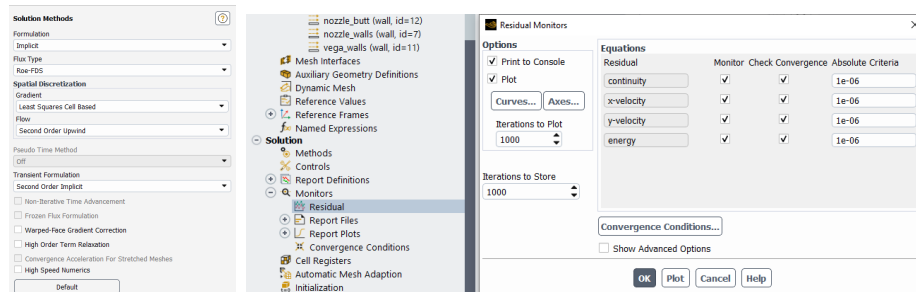 Solution Methods
?
Formulation
Implicit
Flux Type
Roe-FDS
Spatial Discretization
Gradient
Least Squares Cell Based
Flow
Second Order Upwind
Pseudo Time Method
Off
Transient Formulation
Second Order Implicit
Non-Iterative Time Advancement
Frozen Flux Formulation
Warped-Face Gradient Correction
High Order Term Relaxation
Convergence Acceleration For Stretched Meshes
High Speed Numerics
Default
nozzle_butt (wall, id=12)
nozzle_walls (wall, id=7)
vega_walls (wall, id=11)
Mesh Interfaces
Auxiliary Geometry Definitions
Dynamic Mesh
Reference Values
Reference Frames
Named Expressions
Solution
Methods
Controls
Report Definitions
Monitors
Residual
Report Files
Report Plots
Convergence Conditions
Cell Registers
Automatic Mesh Adaption
Initialization
Residual Monitors
Options
Print to Console
Plot
Curves... Axes...
Iterations to Plot
1000
Iterations to Store
1000
Equations
Residual Monitor Check Convergence Absolute Criteria
continuity 1e-06
x-velocity 1e-06
y-velocity 1e-06
energy 1e-06
Convergence Conditions...
Show Advanced Options
OK Plot Cancel Help